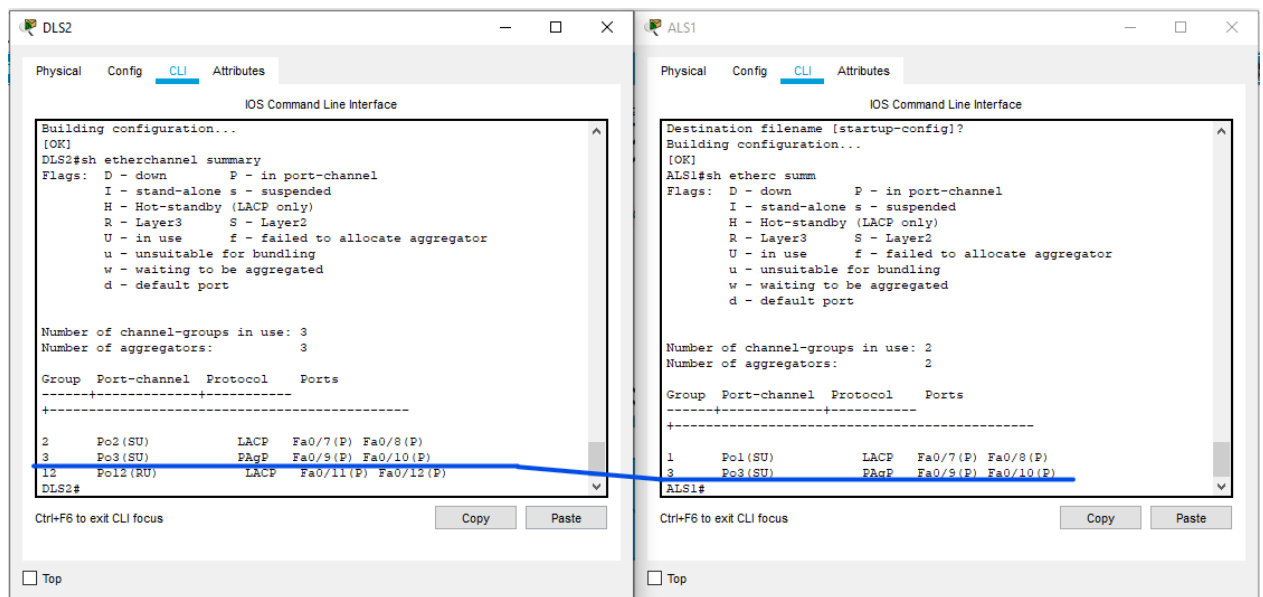 DLS2
Physical Config CLI Attributes
IOS Command Line Interface
Building configuration...
[OK]
DLS2#sh etherchannel summary
Flags:  D - down        P - in port-channel
        I - stand-alone s - suspended
        H - Hot-standby (LACP only)
        R - Layer3      S - Layer2
        U - in use      f - failed to allocate aggregator
        u - unsuitable for bundling
        w - waiting to be aggregated
        d - default port
Number of channel-groups in use: 3
Number of aggregators:           3
Group  Port-channel  Protocol    Ports
------+-------------+-----------
+----------------------------------------------
2      Po2(SU)           LACP   Fa0/7(P) Fa0/8(P)
3      Po3(SU)           PAgP   Fa0/9(P) Fa0/10(P)
12     Po12(RU)           LACP   Fa0/11(P) Fa0/12(P)
DLS2#
Ctrl+F6 to exit CLI focus
Copy Paste
Top
ALS1
Physical Config CLI Attributes
IOS Command Line Interface
Destination filename [startup-config]?
Building configuration...
[OK]
ALS1#sh etherc summ
Flags:  D - down        P - in port-channel
        I - stand-alone s - suspended
        H - Hot-standby (LACP only)
        R - Layer3      S - Layer2
        U - in use      f - failed to allocate aggregator
        u - unsuitable for bundling
        w - waiting to be aggregated
        d - default port
Number of channel-groups in use: 2
Number of aggregators:           2
Group  Port-channel  Protocol    Ports
------+-------------+-----------
+----------------------------------------------
1      Po1(SU)           LACP   Fa0/7(P) Fa0/8(P)
3      Po3(SU)           PAgP   Fa0/9(P) Fa0/10(P)
ALS1#
Ctrl+F6 to exit CLI focus
Copy Paste
Top